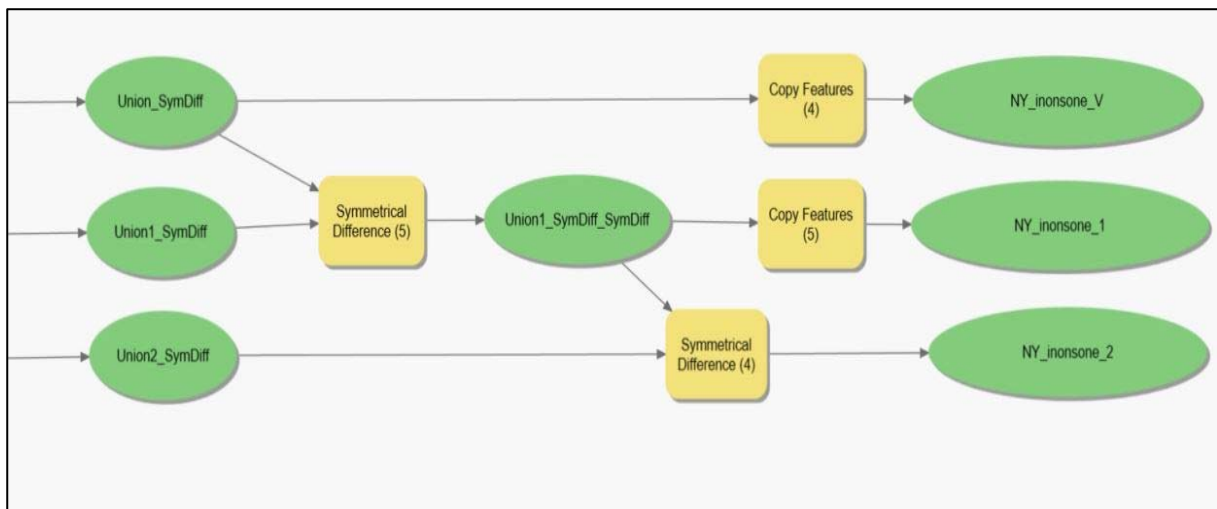 Union_SymDiff
Copy Features
(4)
NY_inonsone_V
Union1_SymDiff
Symmetrical
Difference (5)
Union1_SymDiff_SymDiff
Copy Features
(5)
NY_inonsone_1
Union2_SymDiff
Symmetrical
Difference (4)
NY_inonsone_2